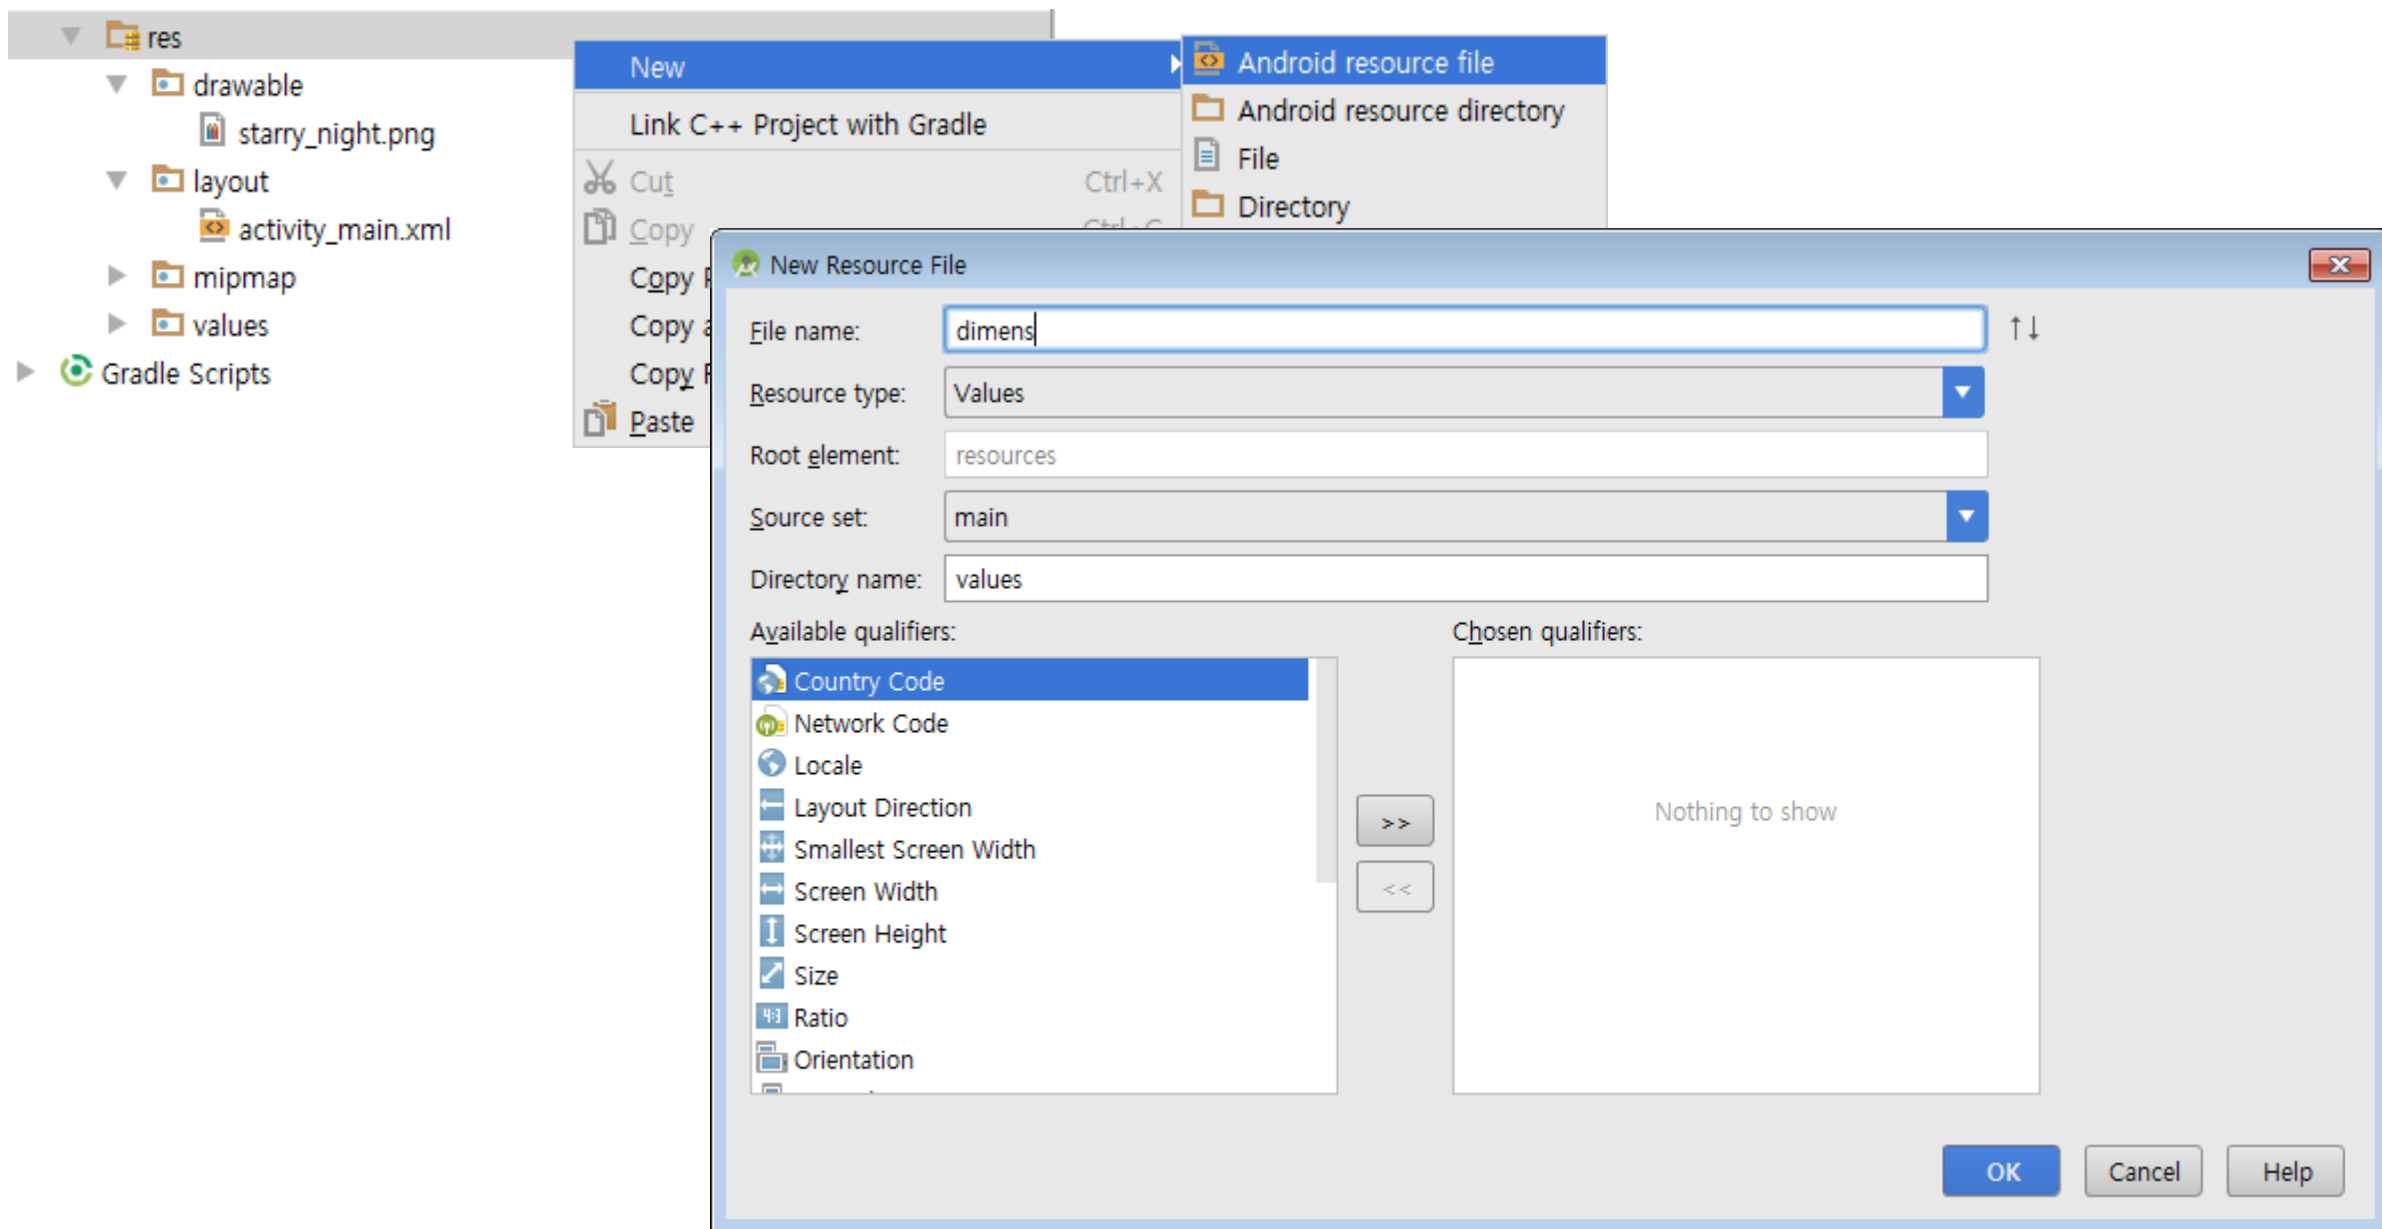 res
drawable
starry_night.png
layout
activity_main.xml
mipmap
values
Gradle Scripts
New
Link C++ Project with Gradle
Cut Ctrl+X
Copy Ctrl+C
Copy
Copy
Copy
Paste
Android resource file
Android resource directory
File
Directory
New Resource File
File name: dimens
Resource type: Values
Root element: resources
Source set: main
Directory name: values
Available qualifiers:
Country Code
Network Code
Locale
Layout Direction
Smallest Screen Width
Screen Width
Screen Height
Size
Ratio
4:3
Orientation
>>
<<
Chosen qualifiers:
Nothing to show
OK Cancel Help